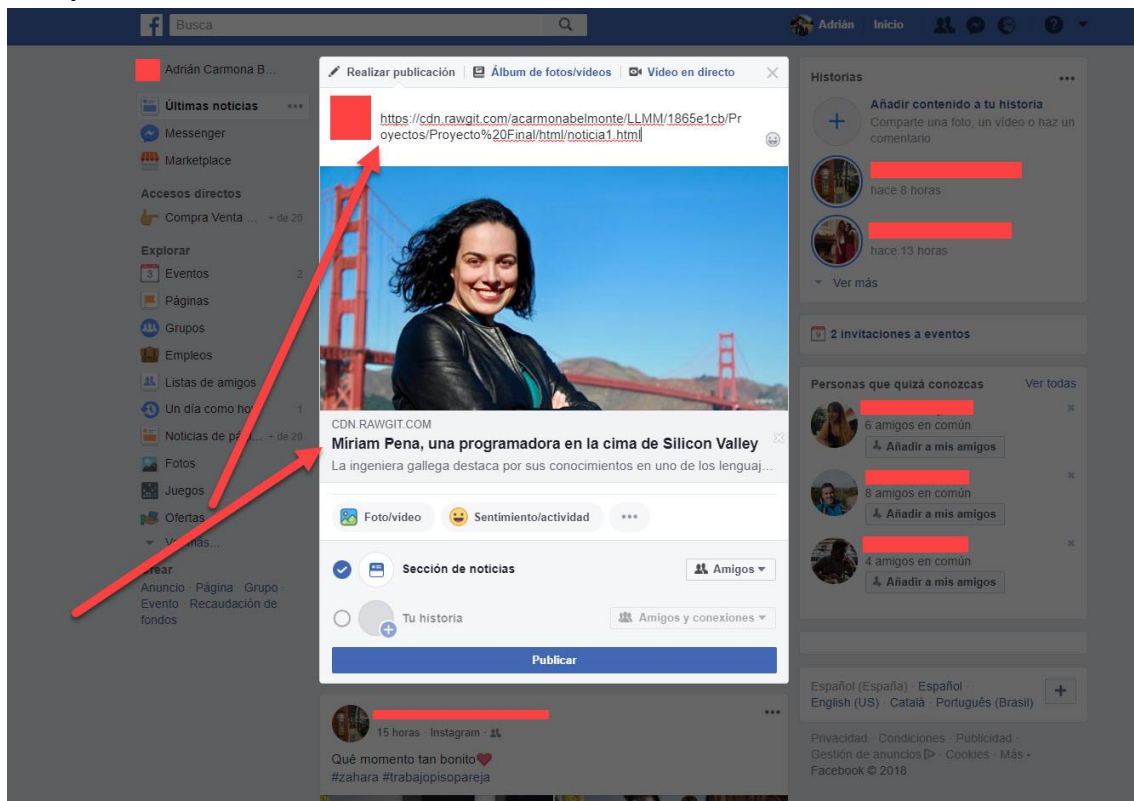 f
Busca
Adrián Inicio
Adrián Carmona B...
Últimas noticias
Messenger
Marketplace
Accesos directos
Compra Venta ... + de 20
Explorar
3 Eventos 2
Páginas
Grupos
Empleos
Listas de amigos
Un día como 1
Noticias de + de 20
Fotos
Juegos
Ofertas
más...
Anuncio · Página · Grupo ·
Evento · Recaudación de
fondos
Realizar publicación
Álbum de fotos/vídeos
Vídeo en directo
https://cdn.rawgit.com/acarmonabelmonte/LLMM/1865e1cb/Pr
oyectos/Proyecto%20Final/html/noticia1.html
CDN.RAWGIT.COM
Míriam Pena, una programadora en la cima de Silicon Valley
La ingeniera gallega destaca por sus conocimientos en uno de los lenguaj...
Foto/vídeo
Sentimiento/actividad
Sección de noticias
Amigos
Tu historia
Amigos y conexiones
Publicar
15 horas · Instagram ·
Qué momento tan bonito
#zahara #trabajopisopareja
Historias
Añadir contenido a tu historia
Comparte una foto, un vídeo o haz un
comentario
hace 8 horas
hace 13 horas
Ver más
2 invitaciones a eventos
Personas que quizá conozcas Ver todas
6 amigos en común
Añadir a mis amigos
8 amigos en común
Añadir a mis amigos
4 amigos en común
Añadir a mis amigos
Español (España) · Español ·
English (US) · Català · Português (Brasil)
Privacidad · Condiciones · Publicidad ·
Gestión de anuncios · Cookies · Más
Facebook © 2018